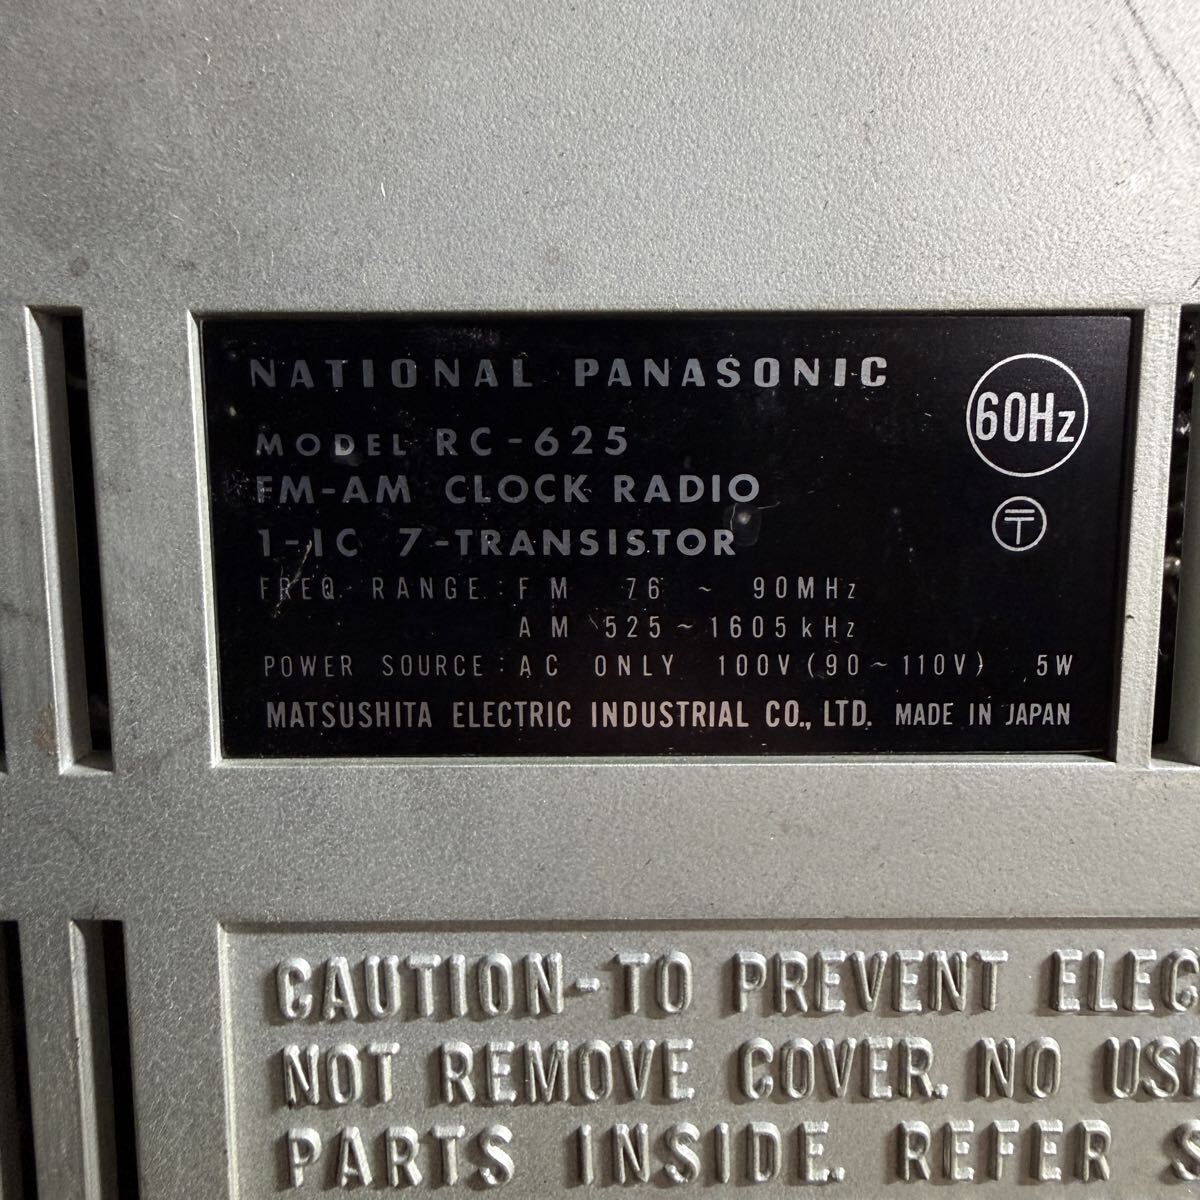 NATIONAL PANASONIC
60Hz
MODEL RC-625
FM-AM CLOCK RADIO
〒
1-IC 7-TRANSISTOR
FREQ. RANGE: FM 76 ~ 90MHz
AM 525~1605kHz
POWER SOURCE: AC ONLY 100V (90~110V) 5W
MATSUSHITA ELECTRIC INDUSTRIAL CO., LTD. MADE IN JAPAN
CAUTION-TO PREVENT ELEC
NOT REMOVE COVER. NO US
PARTS INSIDE. REFER S